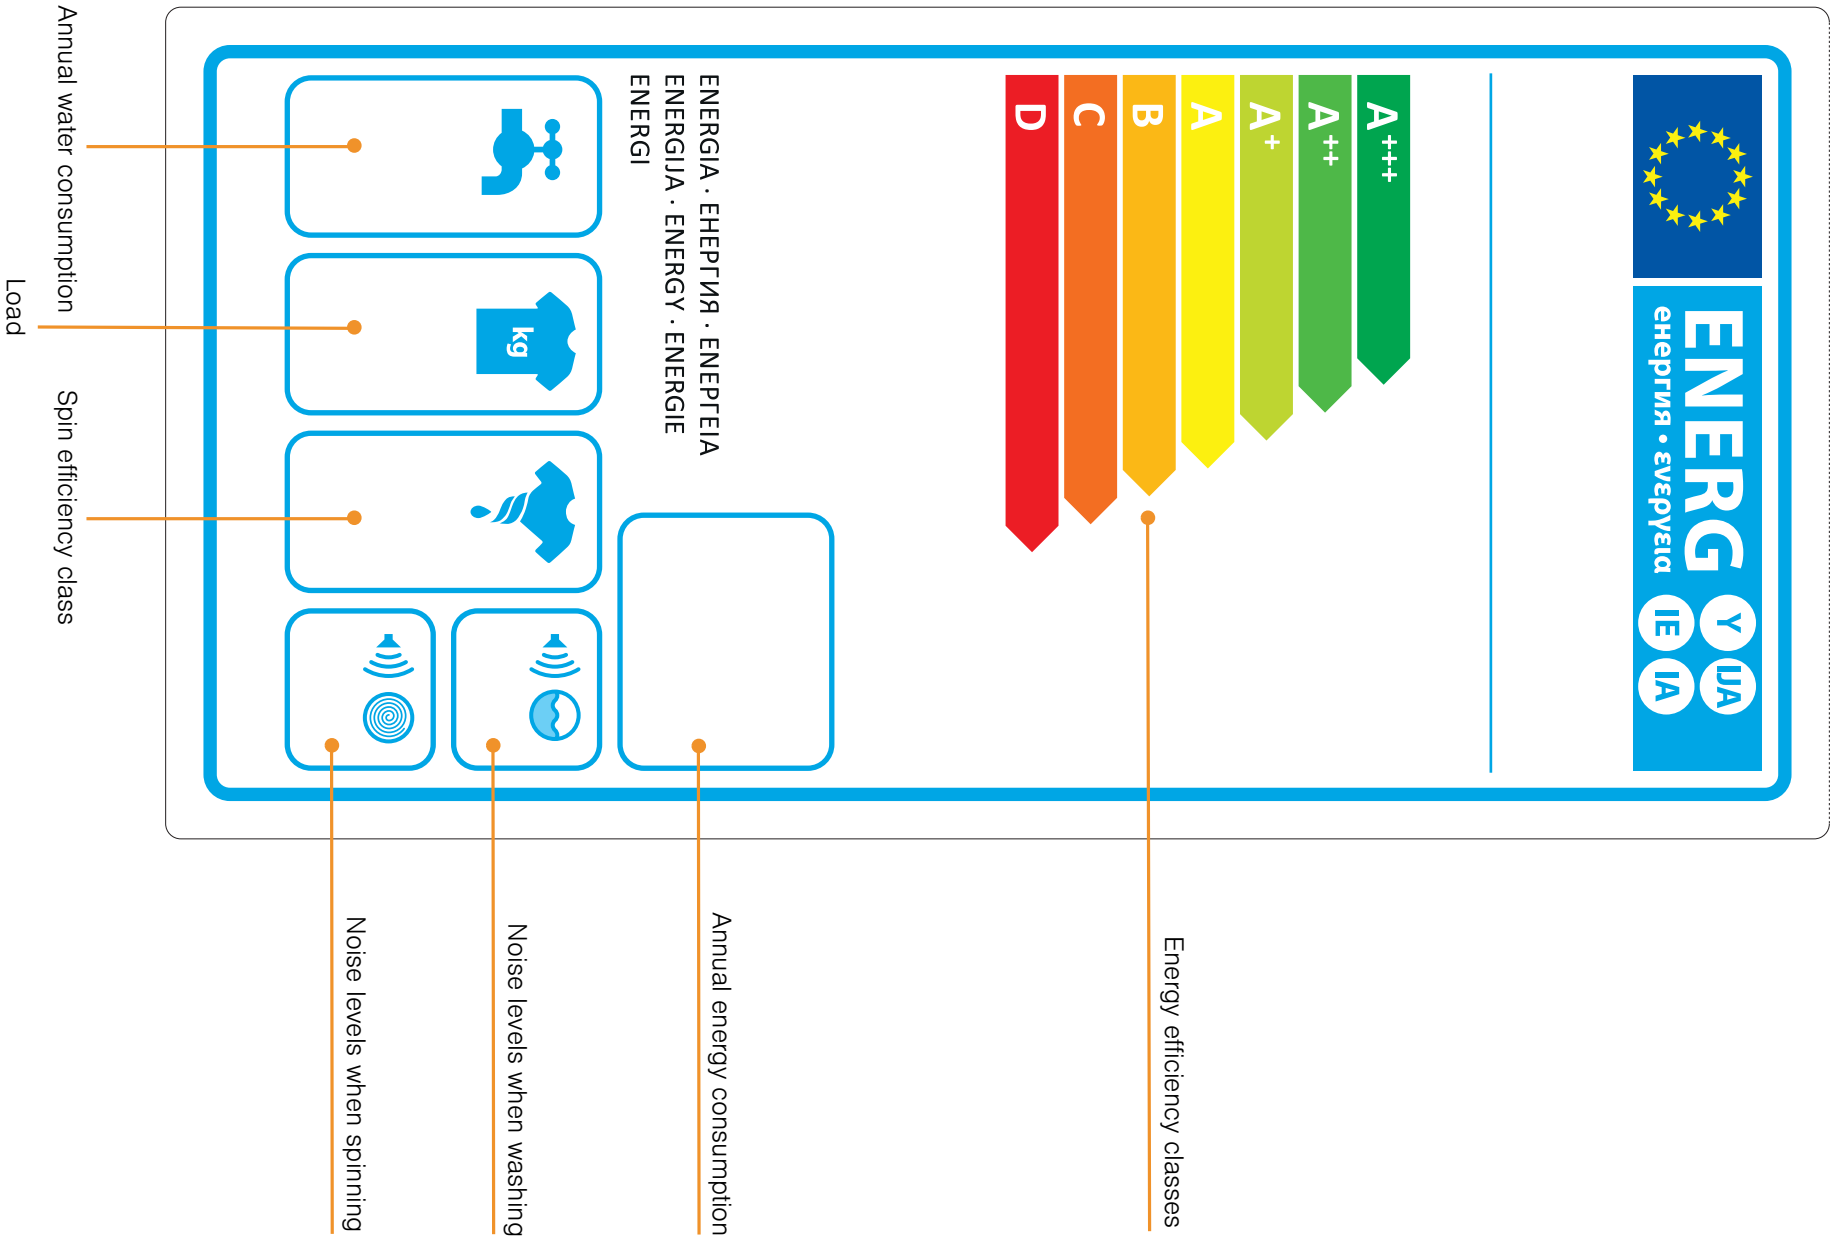 ENERG
енергия · ενεργεια
Y
IJA
IE
IA
A+++
A++
A+
A
B
C
D
Energy efficiency classes
ENERGIA · ЕНЕРГИЯ · ΕΝΕΡΓΕΙΑ
ENERGIJA · ENERGY · ENERGIE
ENERGI
Annual energy consumption
kg
Noise levels when washing
Noise levels when spinning
Annual water consumption
Load
Spin efficiency class